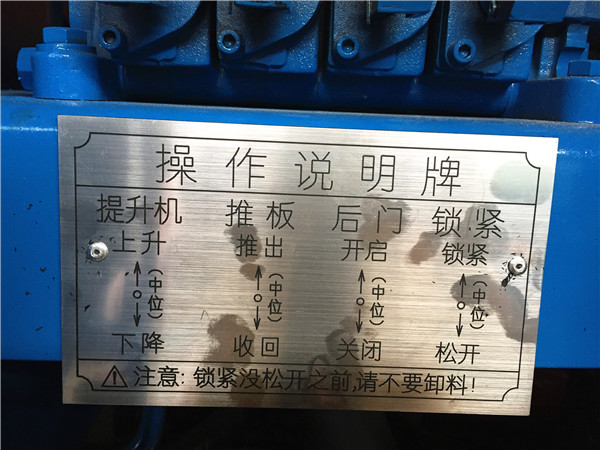 操作说明牌
提升机 推板 后门 锁紧
上升 推出 开启 锁紧
(中位) (中位) (中位) (中位)
下降 收回 关闭 松开
注意: 锁紧没松开之前,请不要卸料!